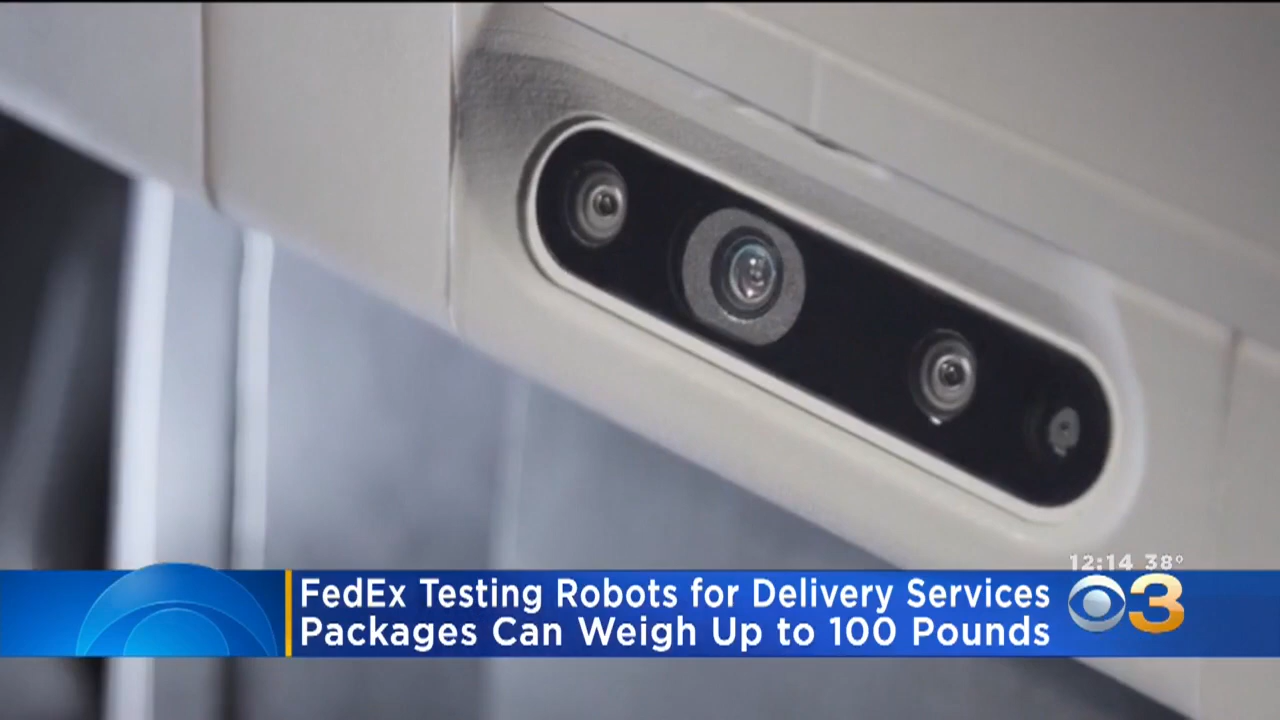 12:14 38°
FedEx Testing Robots for Delivery Services
Packages Can Weigh Up to 100 Pounds
3